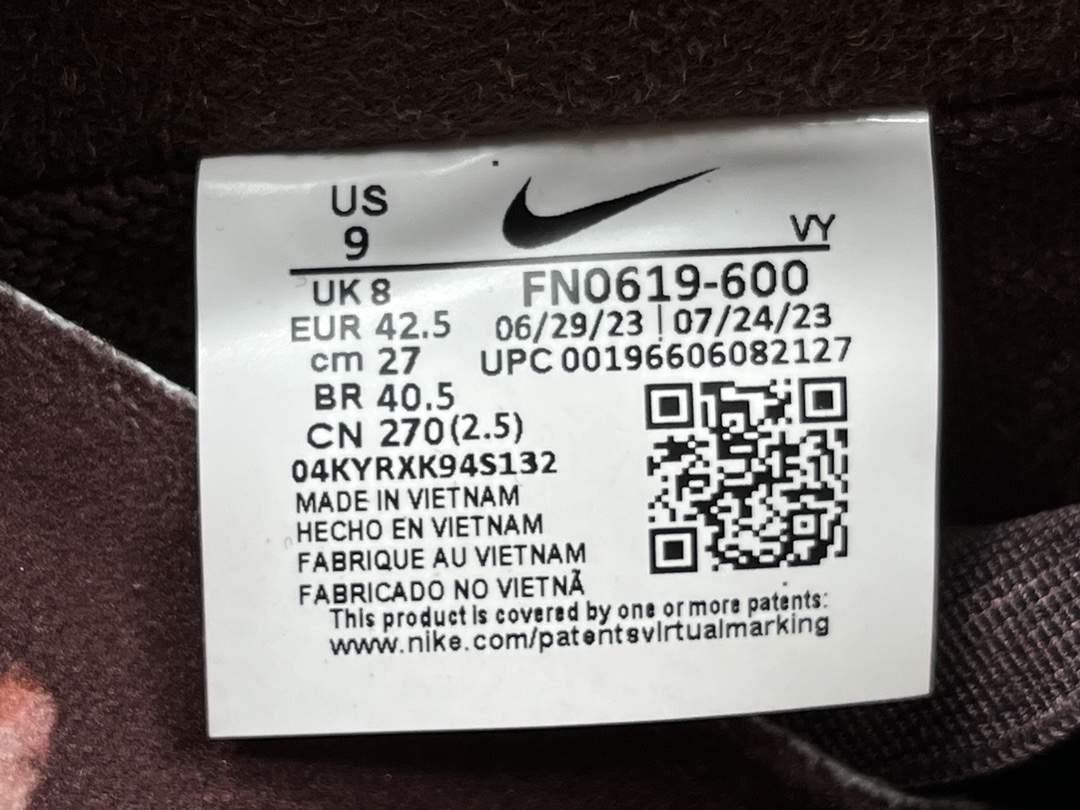 US
9
VY
UK 8
FN0619-600
EUR 42.5
06/29/23 | 07/24/23
cm 27
UPC 00196606082127
BR 40.5
CN 270(2.5)
04KYRXK94S132
MADE IN VIETNAM
HECHO EN VIETNAM
FABRIQUE AU VIETNAM
FABRICADO NO VIETNÃ
This product is covered by one or more patents:
www.nike.com/patentsvirtualmarking